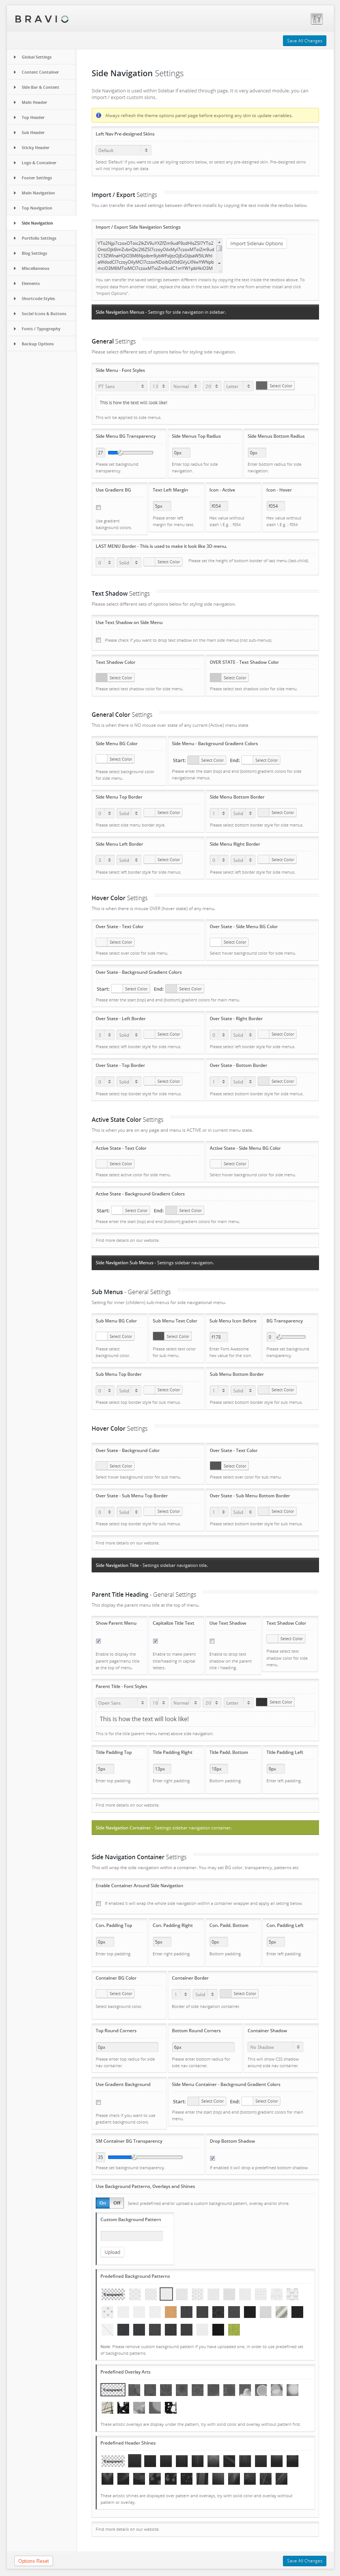 BRAVIO
Save All Changes
Global Settings
Content Container
Side Bar & Content
Main Header
Top Header
Sub Header
Sticky Header
Logo & Container
Footer Settings
Main Navigation
Top Navigation
Side Navigation
Portfolio Settings
Blog Settings
Miscellaneous
Elements
Shortcode Styles
Social Icons & Buttons
Fonts / Typography
Backup Options
Side Navigation Settings
Side Navigation is used within Sidebar if enabled through page. It is very advanced module; you can
import / export custom skins.
Always refresh the theme options panel page before exporting any skin to update variables.
Left Nav Pre-designed Skins
Default
Select 'Default' if you want to use all styling options below, or select any pre-designed skin. Pre-designed skins
will not import any set data.
Import / Export Settings
You can transfer the saved settings between different installs by copying the text inside the textbox below.
Import / Export Side Navigation Settings
Import Sidenav Options
You can transfer the saved settings between different installs by copying the text inside the textbox. To
import data from another install, replace the data in the textbox with the one from another install and click
"Import Options".
Side Navigation Menus - Settings for side navigation in sidebar.
General Settings
Please select different sets of options below for styling side navigation.
Side Menu - Font Styles
PT Sans
13
Normal
20
Letter
Select Color
This is how the text will look like!
This will be applied to side menus.
Side Menu BG Transparency
Side Menus Top Radius
Side Menus Bottom Radius
27
0px
0px
Please set background
transparency.
Enter top radius for side
navigation.
Enter bottom radius for side
navigation.
Use Gradient BG
Text Left Margin
Icon - Active
Icon - Hover
5px
f054
f054
Use gradient
background colors.
Please enter left
margin for menu text.
Hex value without
slash I.E.g. : f054
Hex value without
slash I.E.g. : f054
LAST MENU Border - This is used to make it look like 3D menu.
0
Solid
Select Color
Please set the height of bottom border of last menu (last child).
Text Shadow Settings
Please select different sets of options below for styling side navigation.
Use Text Shadow on Side Menu
Please check if you want to drop text shadow on the main side menus (not sub-menus).
Text Shadow Color
OVER STATE - Text Shadow Color
Select Color
Select Color
Please select text shadow color for side menu.
Please select text shadow color for side menu.
General Color Settings
This is when there is NO mouse over state of any current (Active) menu state
Side Menu BG Color
Side Menu - Background Gradient Colors
Select Color
Start:
Select Color
End:
Select Color
Please select background color
for side menu.
Please enter the start (top) and end (bottom) gradient colors for side
navigational menus.
Side Menu Top Border
Side Menu Bottom Border
0
Solid
Select Color
1
Solid
Select Color
Please select side menu border style.
Please select bottom border style for side menus.
Side Menu Left Border
Side Menu Right Border
0
Solid
Select Color
0
Solid
Select Color
Please select left border style for side menus.
Please select left border style for side menus.
Hover Color Settings
This is when there is mouse OVER (hover state) of any menu.
Over State - Text Color
Over State - Side Menu BG Color
Select Color
Select Color
Please select over color for side menu.
Select hover background color for side menu.
Over State - Background Gradient Colors
Start:
Select Color
End:
Select Color
Please enter the start (top) and end (bottom) gradient colors for main menu.
Over State - Left Border
Over State - Right Border
Solid
Select Color
0
Solid
Select Color
Please select left border style for side menus.
Please select left border style for side menus.
Over State - Top Border
Over State - Bottom Border
0
Solid
Select Color
1
Solid
Select Color
Please select top border style for side menus.
Please select bottom border style for side menus.
Active State Color Settings
This is when you are on any page and menu is ACTIVE or in current menu state.
Active State - Text Color
Active State - Side Menu BG Color
Select Color
Select Color
Please select active color for side menu.
Select hover background color for side menu.
Active State - Background Gradient Colors
Start:
Select Color
End:
Select Color
Please enter the start (top) and end (bottom) gradient colors for main menu.
Find more details on our website.
Side Navigation Sub Menus - Settings sidebar navigation.
Sub Menus - General Settings
Setting for inner (children) sub-menus for side navigational menu.
Sub Menu BG Color
Sub Menu Text Color
Sub Menu Icon Before
BG Transparency
Select Color
Select Color
f178
0
Please select
background color.
Please select text color
for sub menu.
Enter Font Awesome
hex value for the icon.
Please set background
transparency.
Sub Menu Top Border
Sub Menu Bottom Border
0
Solid
Select Color
1
Solid
Select Color
Please select top border style for sub menus.
Please select bottom border style for sub menus.
Hover Color Settings
Over State - Background Color
Over State - Text Color
Select Color
Select Color
Select hover background color for sub menu.
Please select over color for sub menu.
Over State - Sub Menu Top Border
Over State - Sub Menu Bottom Border
0
Solid
Select Color
1
Solid
Select Color
Please select top border style for sub menus.
Please select bottom border style for sub menus.
Find more details on our website.
Side Navigation Title - Settings sidebar navigation title.
Parent Title Heading - General Settings
This display the parent menu title at the top of menu.
Show Parent Menu
Capitalize Title Text
Use Text Shadow
Text Shadow Color
Select Color
Enable to display the
parent page/menu title
at the top of menu.
Enable to make parent
title/heading in capital
letters.
Enable to drop text
shadow on the parent
title / heading.
Please select text
shadow color for side
menu.
Parent Title - Font Styles
Open Sans
16
Normal
20
Letter
Select Color
This is how the text will look like!
This is for the title (parent menu name) above side navigation.
Title Padding Top
Title Padding Right
Title Padd. Bottom
Title Padding Left
5px
13px
18px
9px
Enter top padding.
Enter right padding.
Bottom padding
Enter left padding.
Find more details on our website.
Side Navigation Container - Settings sidebar navigation container.
Side Navigation Container Settings
This will wrap the side navigation within a container. You may set BG color, transparency, patterns etc
Enable Container Around Side Navigation
If enabled it will wrap the whole side navigation within a container wrapper and apply all setting below.
Con. Padding Top
Con. Padding Right
Con. Padd. Bottom
Con. Padding Left
0px
5px
0px
5px
Enter top padding.
Enter right padding.
Bottom padding
Enter left padding.
Container BG Color
Container Border
Select Color
1
Solid
Select Color
Select background color.
Border of side navigation container.
Top Round Corners
Bottom Round Corners
Container Shadow
0px
0px
No Shadow
Please enter top radius for side
nav container.
Please enter bottom radius for
side nav container.
This will show CSS shadow
around side nav container.
Use Gradient Background
Side Menu Container - Background Gradient Colors
Start:
Select Color
End:
Select Color
Please check if you want to use
gradient background colors.
Please enter the start (top) and end (bottom) gradient colors for main
menu.
SM Container BG Transparency
Drop Bottom Shadow
33
Please set background transparency.
If enabled it will drop a predefined bottom shadow.
Use Background Patterns, Overlays and Shines
On
Off
Select predefined and/or upload a custom background pattern, overlay and/or shine.
Custom Background Pattern
Upload
Predefined Background Patterns
Transparent
Note: Please remove custom background pattern if you have uploaded one, in order to use predefined set
of background patterns.
Predefined Overlay Arts
Transparent
These artistic overlays are display under the pattern, try with solid color and overlay without pattern first.
Predefined Header Shines
Transparent
These artistic shines are displayed over pattern and overlays, try with solid color and overlay without
pattern or overlay.
Find more details on our website.
Options Reset
Save All Changes